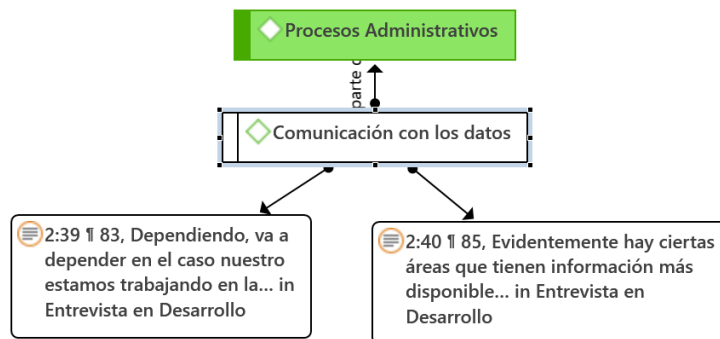 Procesos Administrativos
parte
Comunicación con los datos
2:39 ¶ 83, Dependiendo, va a
depender en el caso nuestro
estamos trabajando en la... in
Entrevista en Desarrollo
2:40 ¶ 85, Evidentemente hay ciertas
áreas que tienen información más
disponible... in Entrevista en
Desarrollo